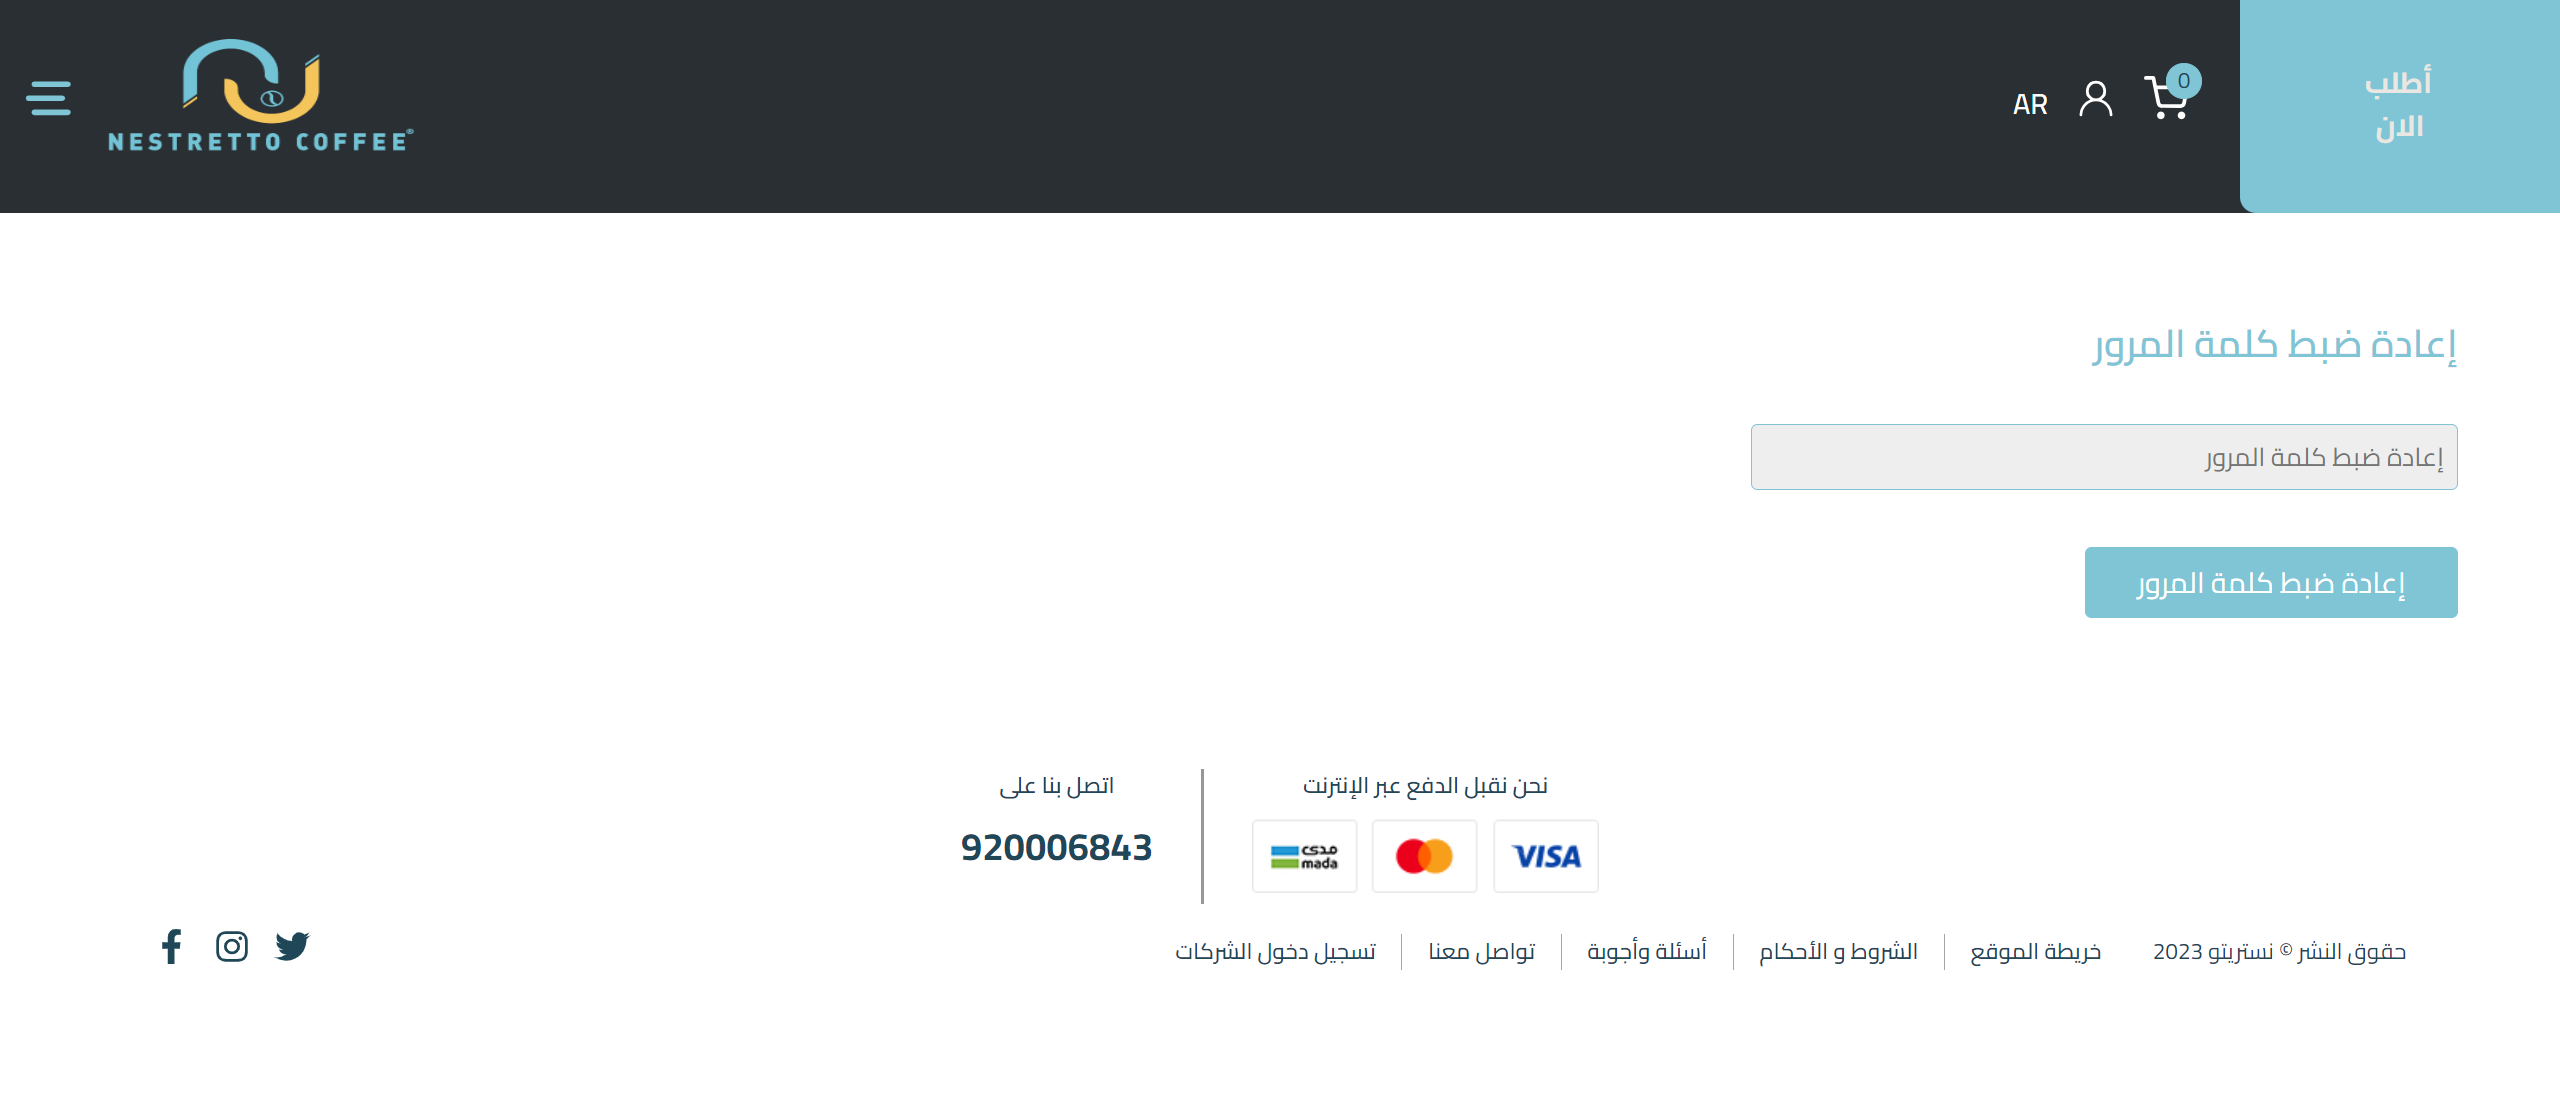 أطلب
الان
0
AR
NESTRETTO COFFEE®
إعادة ضبط كلمة المرور
إعادة ضبط كلمة المرور
إعادة ضبط كلمة المرور
نحن نقبل الدفع عبر الإنترنت
VISA
مدى
mada
اتصل بنا على
920006843
حقوق النشر © نستريتو 2023
خريطة الموقع
الشروط و الأحكام
أسئلة وأجوبة
تواصل معنا
تسجيل دخول الشركات